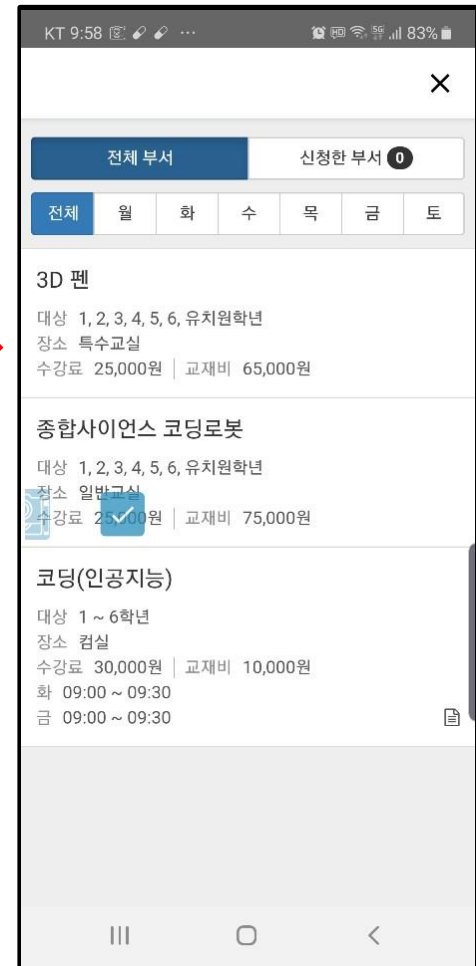 KT 9:58
83%
전체 부서
신청한 부서 0
전체 월 화 수 목 금 토
3D 펜
대상 1, 2, 3, 4, 5, 6, 유치원학년
장소 특수교실
수강료 25,000원 | 교재비 65,000원
종합사이언스 코딩로봇
대상 1, 2, 3, 4, 5, 6, 유치원학년
장소 일반교실
수강료 25,000원 | 교재비 75,000원
코딩(인공지능)
대상 1 ~ 6학년
장소 컴실
수강료 30,000원 | 교재비 10,000원
화 09:00 ~ 09:30
금 09:00 ~ 09:30